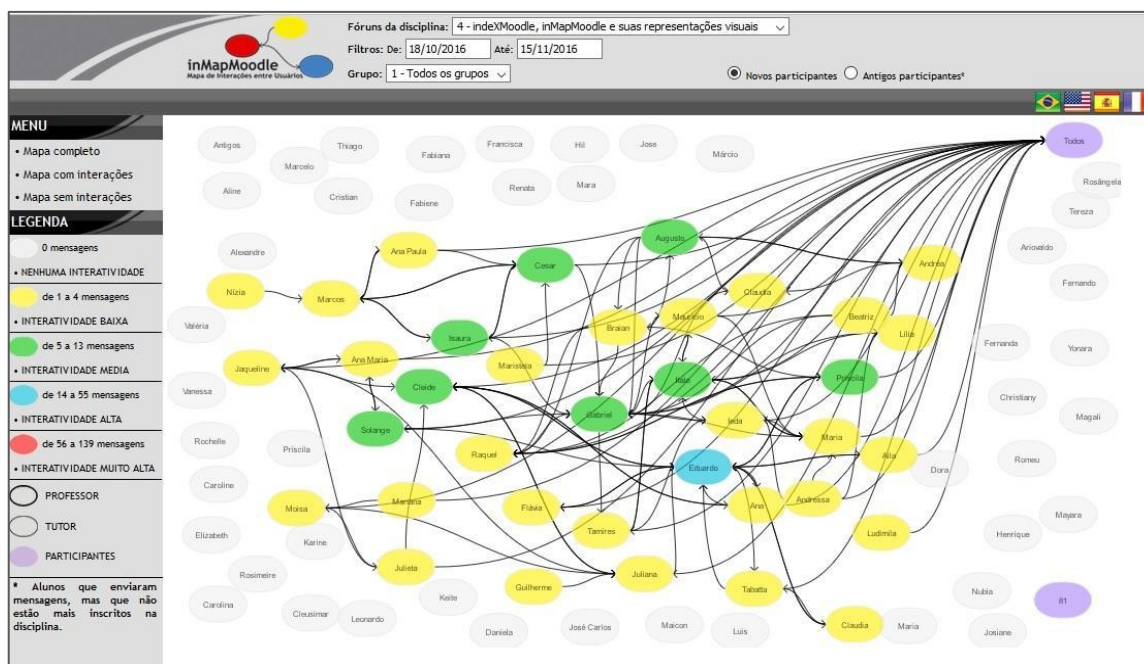 Fóruns da disciplina: 4 - indeXMoodle, inMapMoodle e suas representações visuais
Filtros: De: 18/10/2016 Até: 15/11/2016
inMapMoodle
Mapa de Interações entre Usuários
Grupo: 1 - Todos os grupos
Novos participantes
Antigos participantes*
MENU
• Mapa completo
• Mapa com interações
• Mapa sem interações
LEGENDA
0 mensagens
• NENHUMA INTERATIVIDADE
de 1 a 4 mensagens
• INTERATIVIDADE BAIXA
de 5 a 13 mensagens
• INTERATIVIDADE MEDIA
de 14 a 55 mensagens
• INTERATIVIDADE ALTA
de 56 a 139 mensagens
• INTERATIVIDADE MUITO ALTA
PROFESSOR
TUTOR
PARTICIPANTES
* Alunos que enviaram
mensagens, mas que não
estão mais inscritos na
disciplina.
Antigos
Thiago
Marcelo
Fabiana
Francisca
Hil
Jose
Márcio
Todos
Aline
Cristian
Fabiene
Renata
Mara
Rosângela
Tereza
Alexandre
Ana Paula
Cesar
Augusto
Andréa
Ariovaldo
Fernando
Nízia
Marcos
Claudia
Valéria
Isaura
Braian
Mauricio
Beatriz
Lilia
Fernanda
Yonara
Jaqueline
Ana Maria
Cleide
Maristela
Italo
Priscila
Vanessa
Christiany
Magali
Solange
Gabriel
Ieda
Maria
Rochelle
Priscila
Raquel
Eduardo
Aila
Dora
Romeu
Caroline
Moisa
Mariana
Flávia
Ana
Andressa
Mayara
Elizabeth
Karine
Tamires
Ludimila
Henrique
Rosimeire
Julieta
Guilherme
Juliana
Tabatta
Nubia
81
Carolina
Cleusimar
Leonardo
Keite
Daniela
José Carlos
Maicon
Luis
Claudia
Maria
Josiane